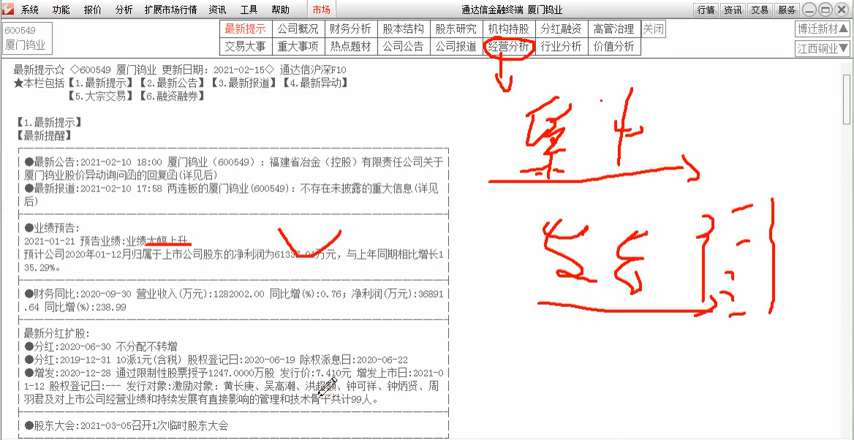 系统 功能 报价 分析 扩展市场行情 资讯 工具 帮助 市场 通达信金融终端 厦门钨业 行情 资讯 交易 服务
600549
厦门钨业
最新提示 公司概况 财务分析 股本结构 股东研究 机构持股 分红融资 高管治理 关闭
交易大事 重大事项 热点题材 公司公告 公司报道 经营分析 行业分析 价值分析
博迁新材▲
江西铜业▼
最新提示☆ ◇600549 厦门钨业 更新日期：2021-02-15◇ 通达信沪深F10
★本栏包括【1.最新提示】【2.最新公告】【3.最新报道】【4.最新异动】
【5.大宗交易】【6.融资融券】
【1.最新提示】
【最新提醒】
●最新公告:2021-02-10 18:00 厦门钨业（600549）：福建省冶金（控股）有限责任公司关于
厦门钨业股价异动询问函的回复函(详见后)
●最新报道:2021-02-10 17:58 两连板的厦门钨业(600549)：不存在未披露的重大信息(详见
后)
●业绩预告:
2021-01-21 预告业绩:业绩大幅上升
预计公司2020年01-12月归属于上市公司股东的净利润为6133 .01万元，与上年同期相比增长1
35.29%。
●财务同比:2020-09-30 营业收入(万元):1282002.00 同比增(%):0.76；净利润(万元):36891
.64 同比增(%):238.99
最新分红扩股:
●分红:2020-06-30 不分配不转增
●分红:2019-12-31 10派1元(含税) 股权登记日:2020-06-19 除权派息日:2020-06-22
●增发:2020-12-28 通过限制性股票授予1247.0000万股 发行价:7.410元 增发上市日:2021-0
1-12 股权登记日:--- 发行对象:激励对象: 黄长庚、吴高潮、洪超额、钟可祥、钟炳贤、周
羽君及对上市公司经营业绩和持续发展有直接影响的管理和技术骨干共计99人。
●股东大会:2021-03-05召开1次临时股东大会